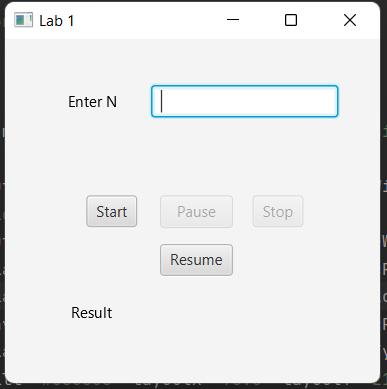 Lab 1
Enter N
Start Pause Stop
Resume
Result